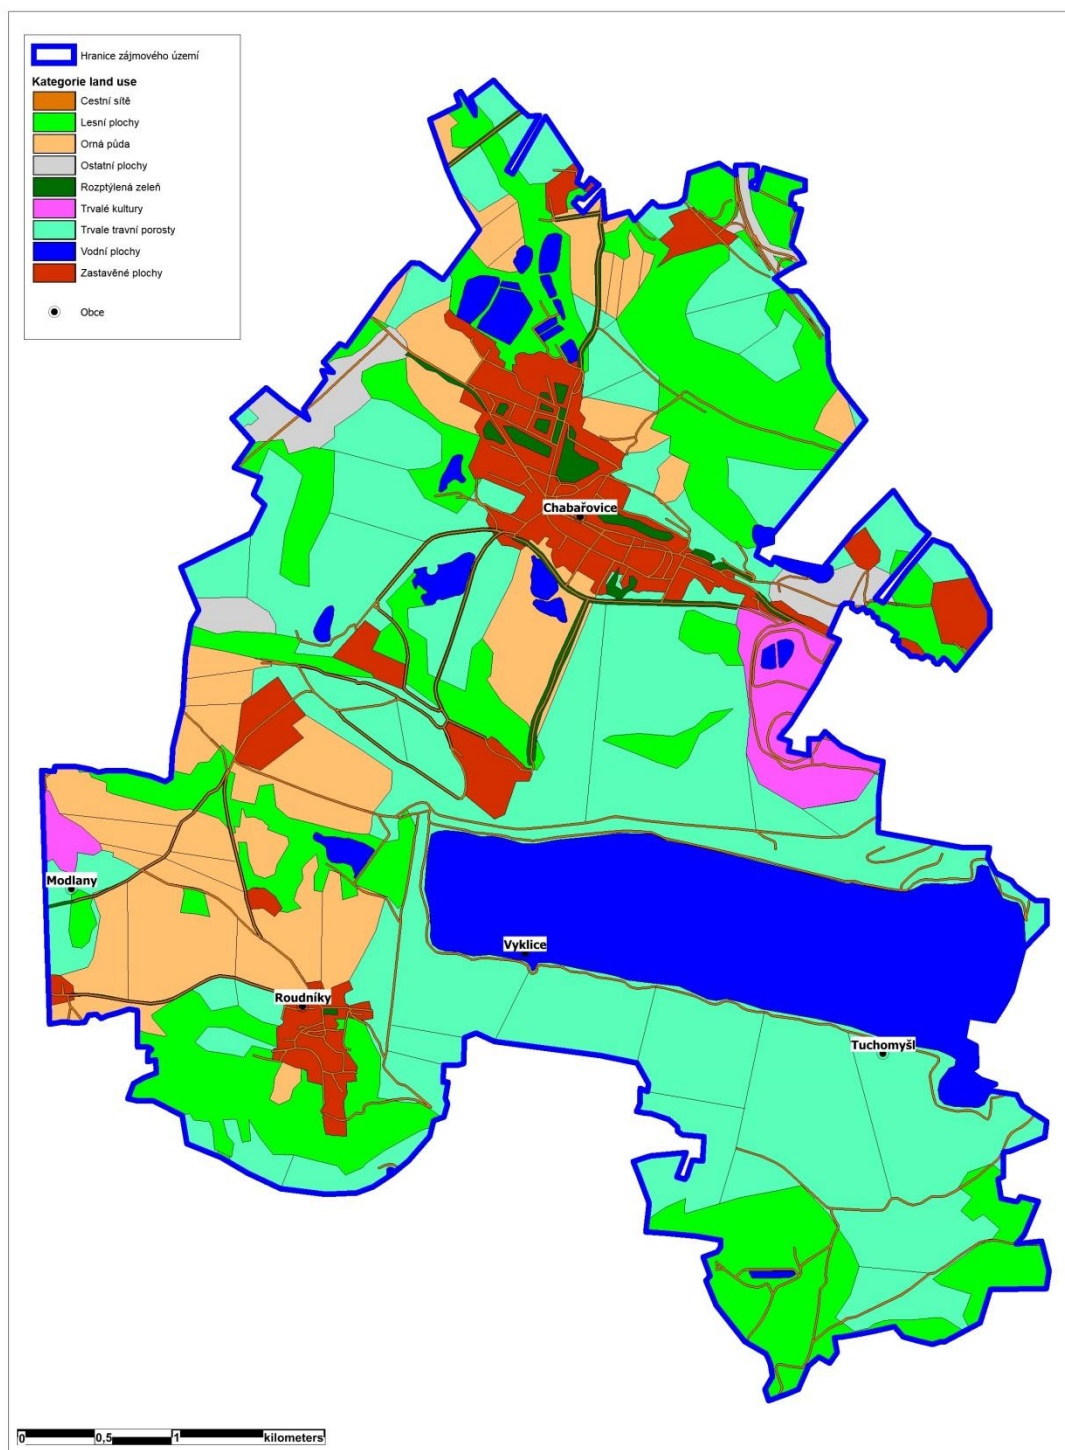 Hranice zájmového území
Kategorie land use
Cestní sítě
Lesní plochy
Orná půda
Ostatní plochy
Rozptýlená zeleň
Trvalé kultury
Trvale travní porosty
Vodní plochy
Zastavěné plochy
Obce
Chabařovice
Modlany
Vyklice
Roudníky
Tuchomyšl
0 0,5 1 kilometers